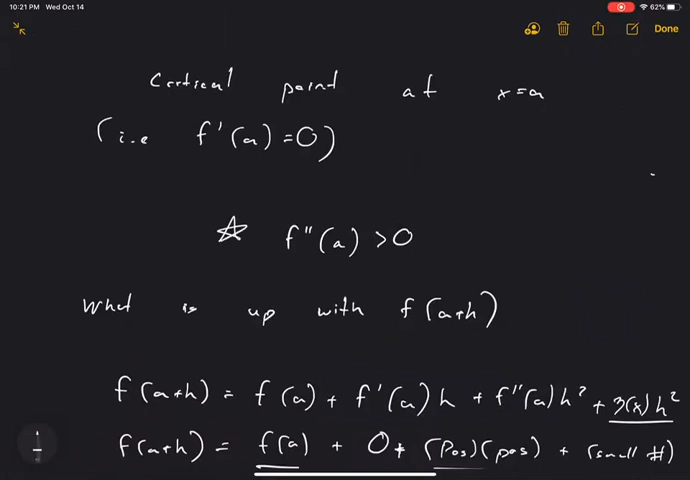 10:21 PM Wed Oct 14 62%
Done
Critical point at x=a
(i.e f'(a)=0)
☆ f"(a)>0
What is up with f(a+h)
f(a+h) = f(a) + f'(a)h + f"(a)h² + 3(x)h²
f(a+h) = f(a) + 0 + (Pos)(pos) + (small #)